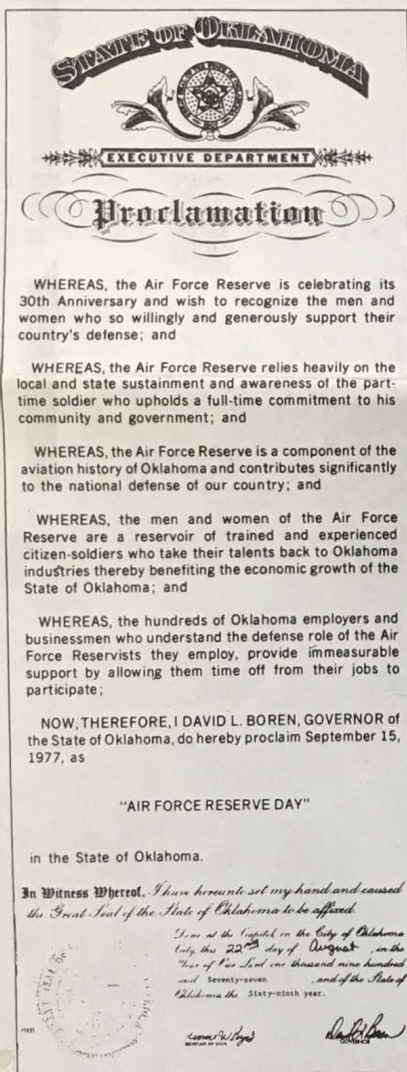 STATE OF OKLAHOMA
EXECUTIVE DEPARTMENT
Proclamation
WHEREAS, the Air Force Reserve is celebrating its
30th Anniversary and wish to recognize the men and
women who so willingly and generously support their
country's defense; and
WHEREAS, the Air Force Reserve relies heavily on the
local and state sustainment and awareness of the part-
time soldier who upholds a full-time commitment to his
community and government; and
WHEREAS, the Air Force Reserve is a component of the
aviation history of Oklahoma and contributes significantly
to the national defense of our country; and
WHEREAS, the men and women of the Air Force
Reserve are a reservoir of trained and experienced
citizen-soldiers who take their talents back to Oklahoma
industries thereby benefiting the economic growth of the
State of Oklahoma; and
WHEREAS, the hundreds of Oklahoma employers and
businessmen who understand the defense role of the Air
Force Reservists they employ, provide immeasurable
support by allowing them time off from their jobs to
participate;
NOW, THEREFORE, I DAVID L. BOREN, GOVERNOR of
the State of Oklahoma, do hereby proclaim September 15,
1977, as
"AIR FORCE RESERVE DAY"
in the State of Oklahoma.
In Witness Whereof, I have hereunto set my hand and caused
the Great Seal of the State of Oklahoma to be affixed.
Done at the Capitol, in the City of Oklahoma
City, this 22nd day of August, in the
Year of Our Lord one thousand nine hundred
and Seventy-seven, and of the State of
Oklahoma the Sixty-ninth year.
David L Boren
SECRETARY OF STATE
GOVERNOR